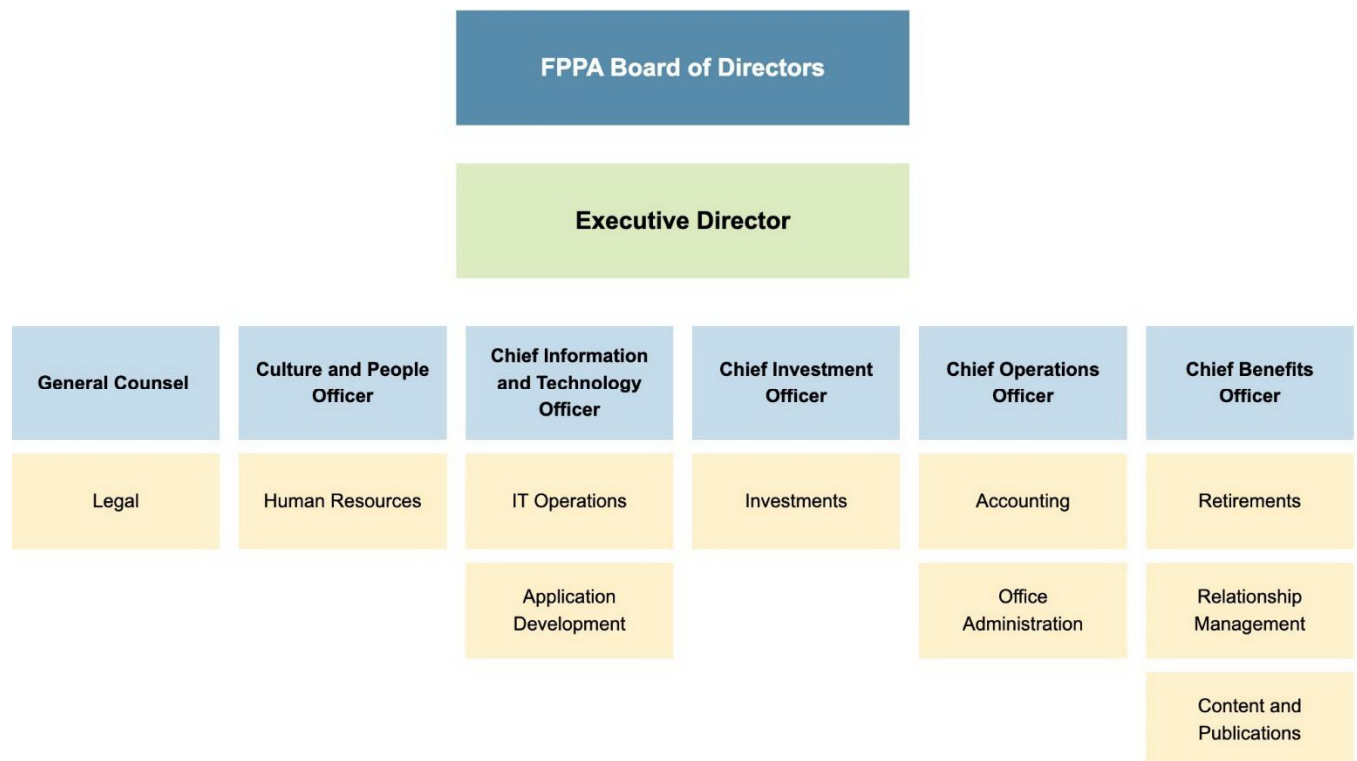 FPPA Board of Directors
Executive Director
General Counsel
Culture and People
Officer
Chief Information
and Technology
Officer
Chief Investment
Officer
Chief Operations
Officer
Chief Benefits
Officer
Legal
Human Resources
IT Operations
Investments
Accounting
Retirements
Application
Development
Office
Administration
Relationship
Management
Content and
Publications